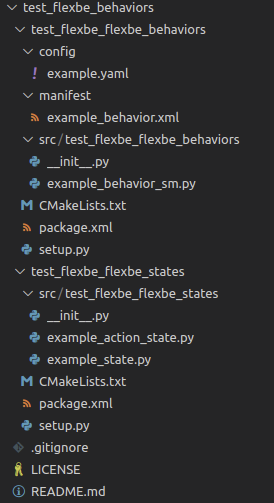 test_flexbe_behaviors
test_flexbe_flexbe_behaviors
config
! example.yaml
manifest
example_behavior.xml
src/test_flexbe_flexbe_behaviors
__init__.py
example_behavior_sm.py
M CMakeLists.txt
package.xml
setup.py
test_flexbe_flexbe_states
src/test_flexbe_flexbe_states
__init__.py
example_action_state.py
example_state.py
M CMakeLists.txt
package.xml
setup.py
.gitignore
LICENSE
README.md